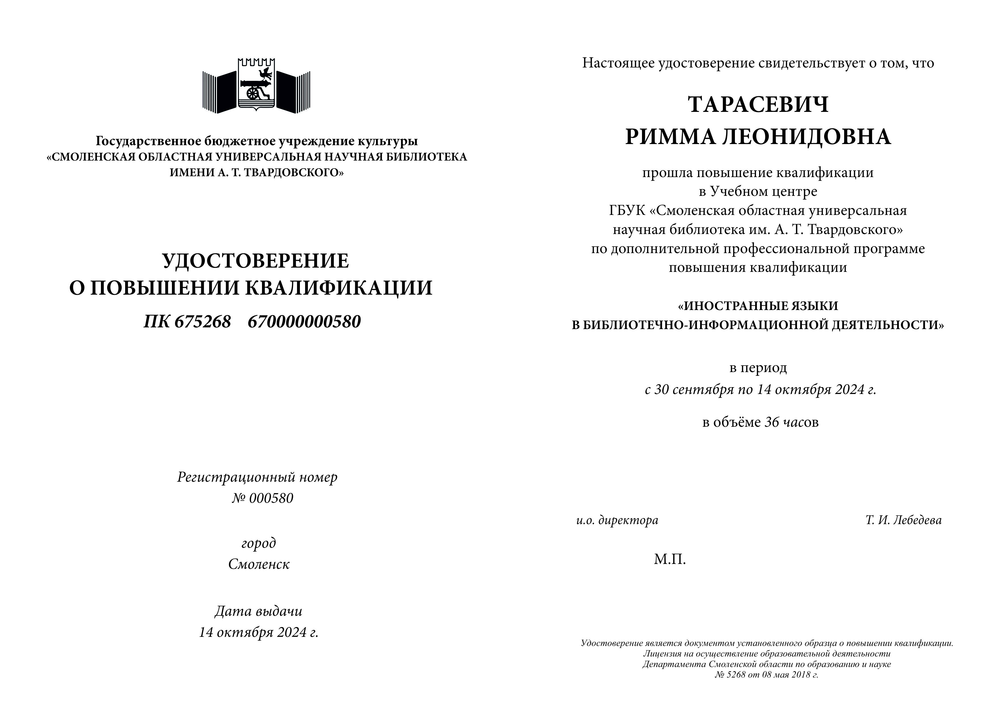 Государственное бюджетное учреждение культуры
«СМОЛЕНСКАЯ ОБЛАСТНАЯ УНИВЕРСАЛЬНАЯ НАУЧНАЯ БИБЛИОТЕКА
ИМЕНИ А. Т. ТВАРДОВСКОГО»
УДОСТОВЕРЕНИЕ
О ПОВЫШЕНИИ КВАЛИФИКАЦИИ
ПК 675268 670000000580
Регистрационный номер
№ 000580
город
Смоленск
Дата выдачи
14 октября 2024 г.
Настоящее удостоверение свидетельствует о том, что
ТАРАСЕВИЧ
РИММА ЛЕОНИДОВНА
прошла повышение квалификации
в Учебном центре
ГБУК «Смоленская областная универсальная
научная библиотека им. А. Т. Твардовского»
по дополнительной профессиональной программе
повышения квалификации
«ИНОСТРАННЫЕ ЯЗЫКИ
В БИБЛИОТЕЧНО-ИНФОРМАЦИОННОЙ ДЕЯТЕЛЬНОСТИ»
в период
с 30 сентября по 14 октября 2024 г.
в объёме 36 часов
и.о. директора Т. И. Лебедева
М.П.
Удостоверение является документом установленного образца о повышении квалификации.
Лицензия на осуществление образовательной деятельности
Департамента Смоленской области по образованию и науке
№ 5268 от 08 мая 2018 г.